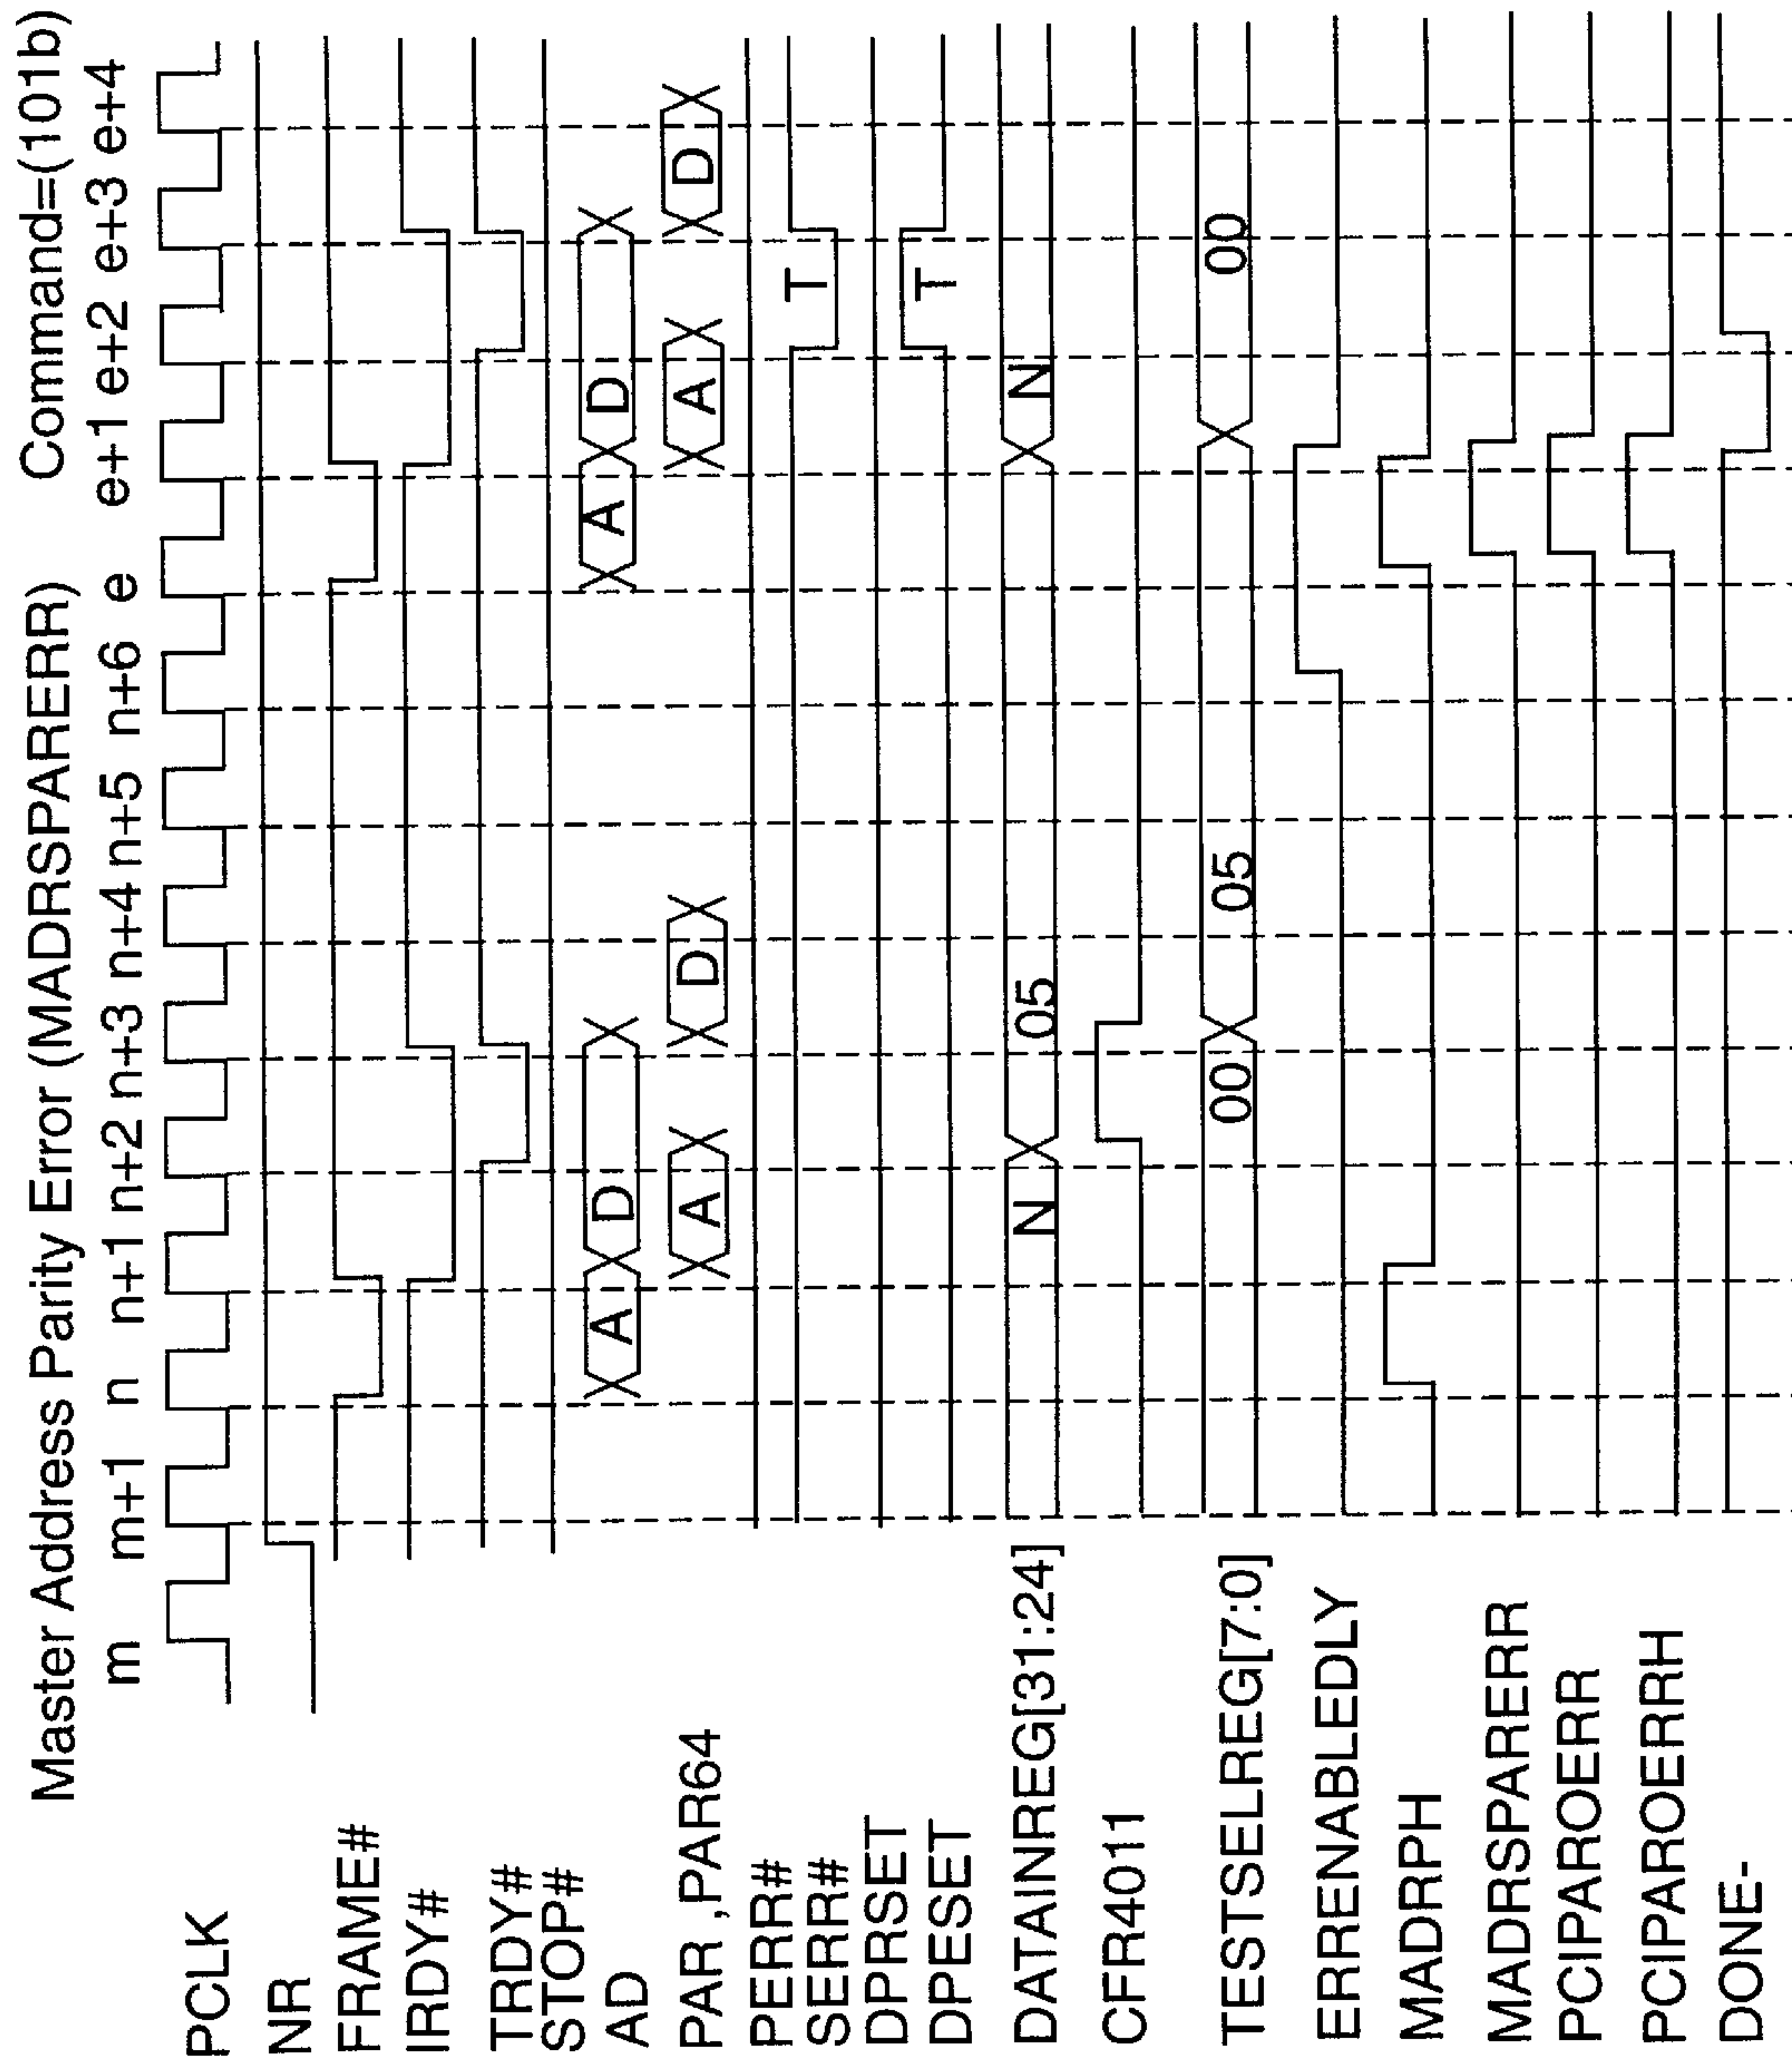 Master Address Parity Error (MADRSPARERR) Command=(101b)
m m+1 n n+1 n+2 n+3 n+4 n+5 n+6 e e+1 e+2 e+3 e+4
PCLK
NR
FRAME#
IRDY#
TRDY#
STOP#
AD A D A D
PAR ,PAR64 A D A D
PERR#
SERR# T
DPRSET
DPESET T
DATAINREG[31:24] N 05 N
CFR4011
TESTSELREG[7:0] 00 05 00
ERRENABLEDLY
MADRPH
MADRSPARERR
PCIPAROERR
PCIPAROERRH
DONE-